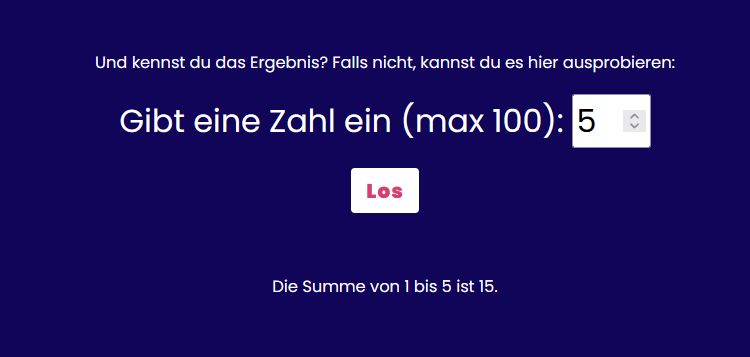 Und kennst du das Ergebnis? Falls nicht, kannst du es hier ausprobieren:
Gibt eine Zahl ein (max 100): 5
Los
Die Summe von 1 bis 5 ist 15.